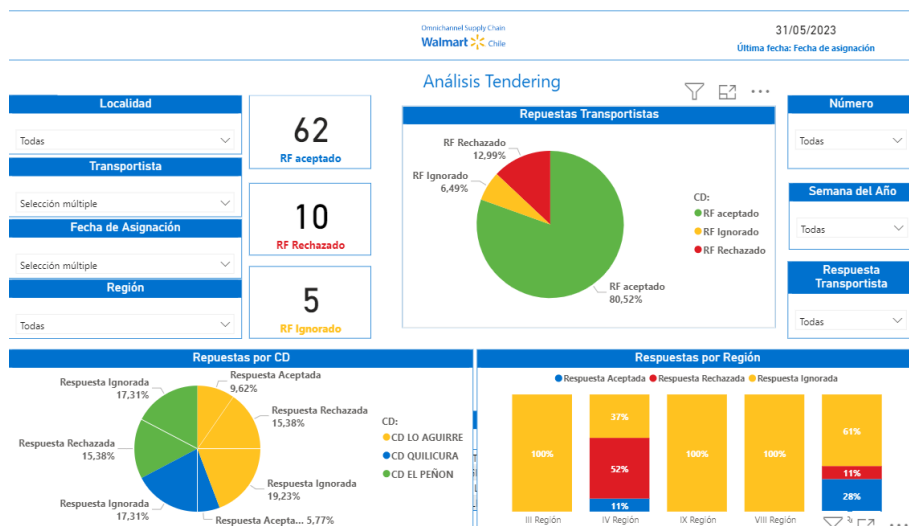 Omnichannel Supply Chain
Walmart Chile
31/05/2023
Última fecha: Fecha de asignación
Análisis Tendering
Localidad
Todas
Transportista
Selección múltiple
Fecha de Asignación
Selección múltiple
Región
Todas
62
RF aceptado
10
RF Rechazado
5
RF Ignorado
Repuestas Transportistas
RF Rechazado
12,99%
RF Ignorado
6,49%
RF aceptado
80,52%
CD:
RF aceptado
RF Ignorado
RF Rechazado
Número
Todas
Semana del Año
Todas
Respuesta
Transportista
Todas
Repuestas por CD
Respuesta Ignorada
17,31%
Respuesta Aceptada
9,62%
Respuesta Rechazada
15,38%
Respuesta Rechazada
15,38%
Respuesta Ignorada
19,23%
Respuesta Ignorada
17,31%
Respuesta Acepta... 5,77%
CD:
CD LO AGUIRRE
CD QUILICURA
CD EL PEÑON
Respuestas por Región
Respuesta Aceptada Respuesta Rechazada Respuesta Ignorada
100%
37%
52%
11%
100%
100%
61%
11%
28%
III Región
IV Región
IX Región
VIII Región